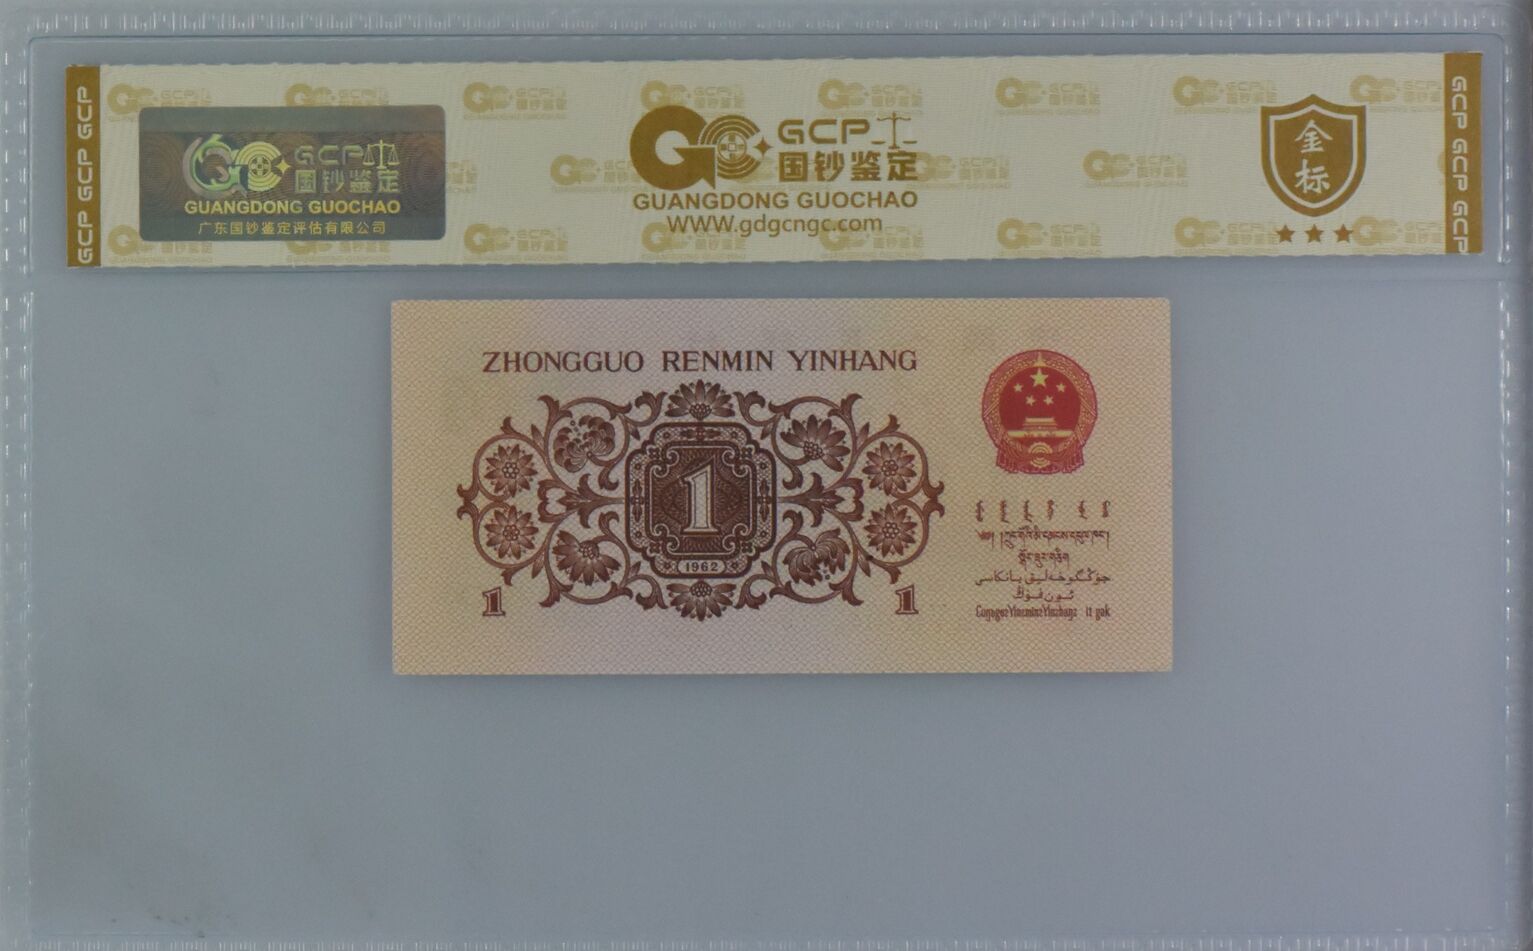 GCP GCP GCP
GCP
国钞鉴定
GUANGDONG GUOCHAO
广东国钞鉴定评估有限公司
GCP
国钞鉴定
GUANGDONG GUOCHAO
WWW.gdgcngc.com
金
标
GCP GCP GCP
ZHONGGUO RENMIN YINHANG
1
1962
1
1
جۇڭگوخەلىق بانكاسى